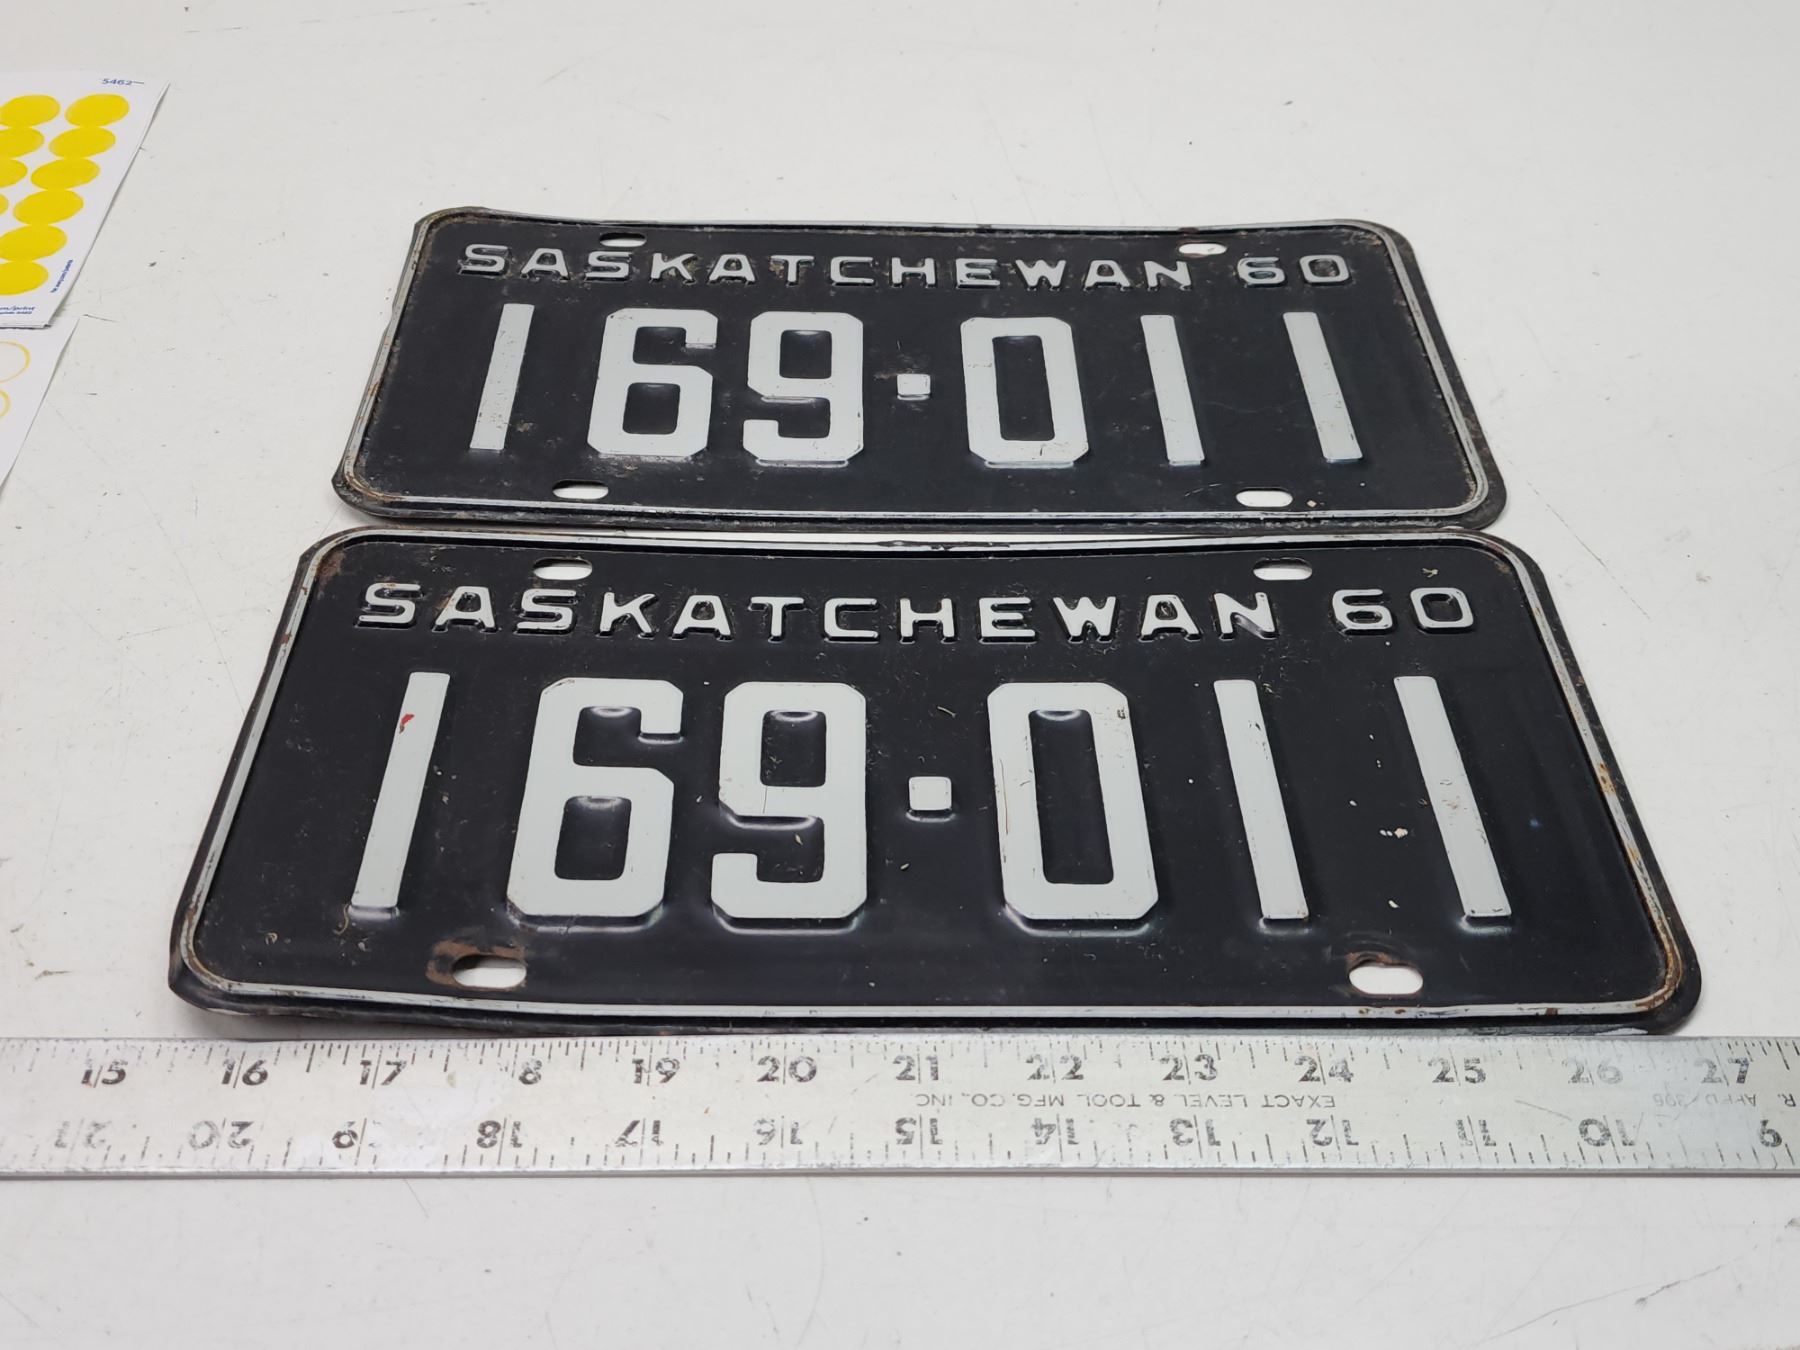 5462
SASKATCHEWAN 60
169·011
SASKATCHEWAN 60
169·011
15 16 17 18 19 20 21 22 23 24 25 26 27
EXACT LEVEL & TOOL MFG. CO., INC.
21 20 19 18 17 16 15 14 13 12 11 10 9